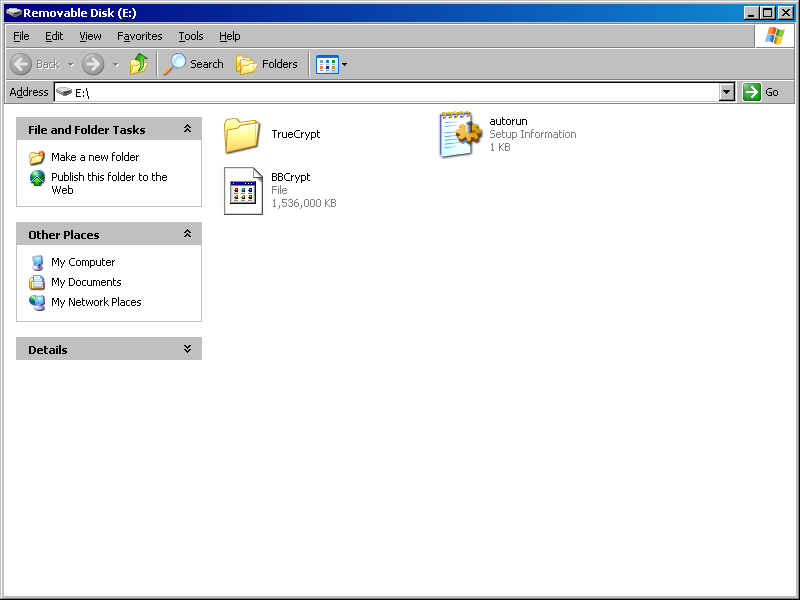 Removable Disk (E:)
File Edit View Favorites Tools Help
Back Search Folders
Address E:\ Go
File and Folder Tasks
Make a new folder
Publish this folder to the
Web
Other Places
My Computer
My Documents
My Network Places
Details
TrueCrypt
autorun
Setup Information
1 KB
BBCrypt
File
1,536,000 KB